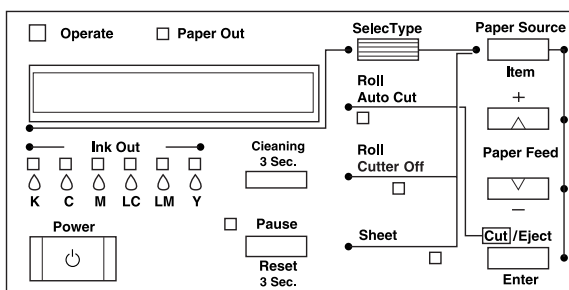 Operate
Paper Out
SelecType
Paper Source
Item
Roll
Auto Cut
+
Ink Out
Cleaning
3 Sec.
Roll
Cutter Off
Paper Feed
K C M LC LM Y
–
Power
Pause
Sheet
Cut/Eject
Reset
3 Sec.
Enter